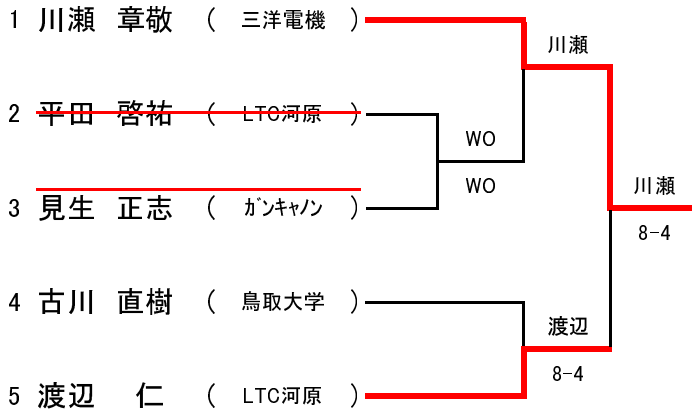 1 川瀬 章敬 ( 三洋電機 )
川瀬
2 平田 啓祐 ( LTC河原 )
WO
WO
川瀬
3 見生 正志 ( ｶﾞﾝｷｬﾉﾝ )
8-4
4 古川 直樹 ( 鳥取大学 )
渡辺
8-4
5 渡辺 仁 ( LTC河原 )